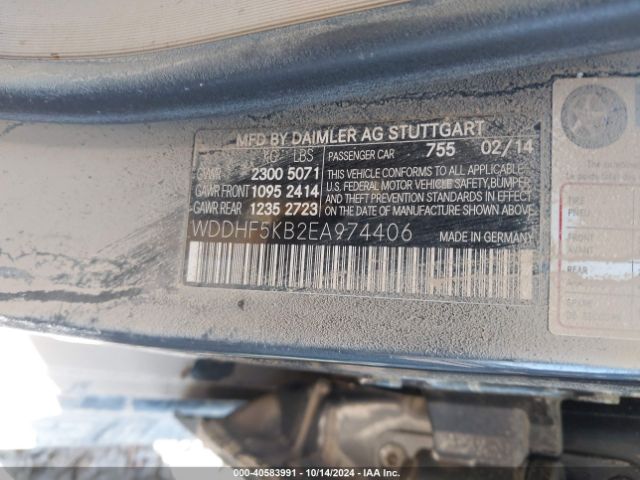 MFD BY DAIMLER AG STUTTGART
KG LBS PASSENGER CAR 755 02/14
GVWR 2300 5071 THIS VEHICLE CONFORMS TO ALL APPLICABLE
GAWR FRONT 1095 2414 U.S. FEDERAL MOTOR VEHICLE SAFETY, BUMPER
GAWR REAR 1235 2723 AND THEFT PREVENTION STANDARDS IN EFFECT
ON THE DATE OF MANUFACTURE SHOWN ABOVE.
WDDHF5KB2EA974406 MADE IN GERMANY
TIRE
FRONT
REAR
000-40583991 - 10/14/2024 - IAA Inc.